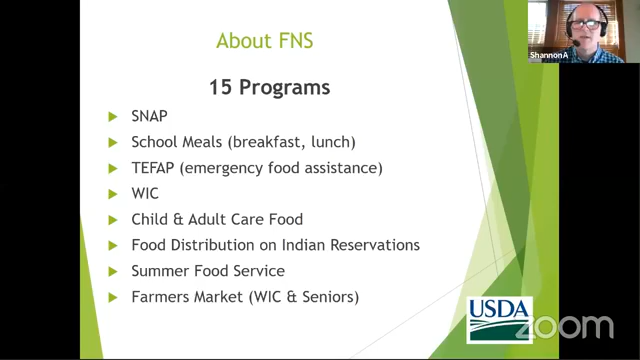 About FNS
15 Programs
SNAP
School Meals (breakfast, lunch)
TEFAP (emergency food assistance)
WIC
Child & Adult Care Food
Food Distribution on Indian Reservations
Summer Food Service
Farmers Market (WIC & Seniors)
USDA
zoom
ShannonA